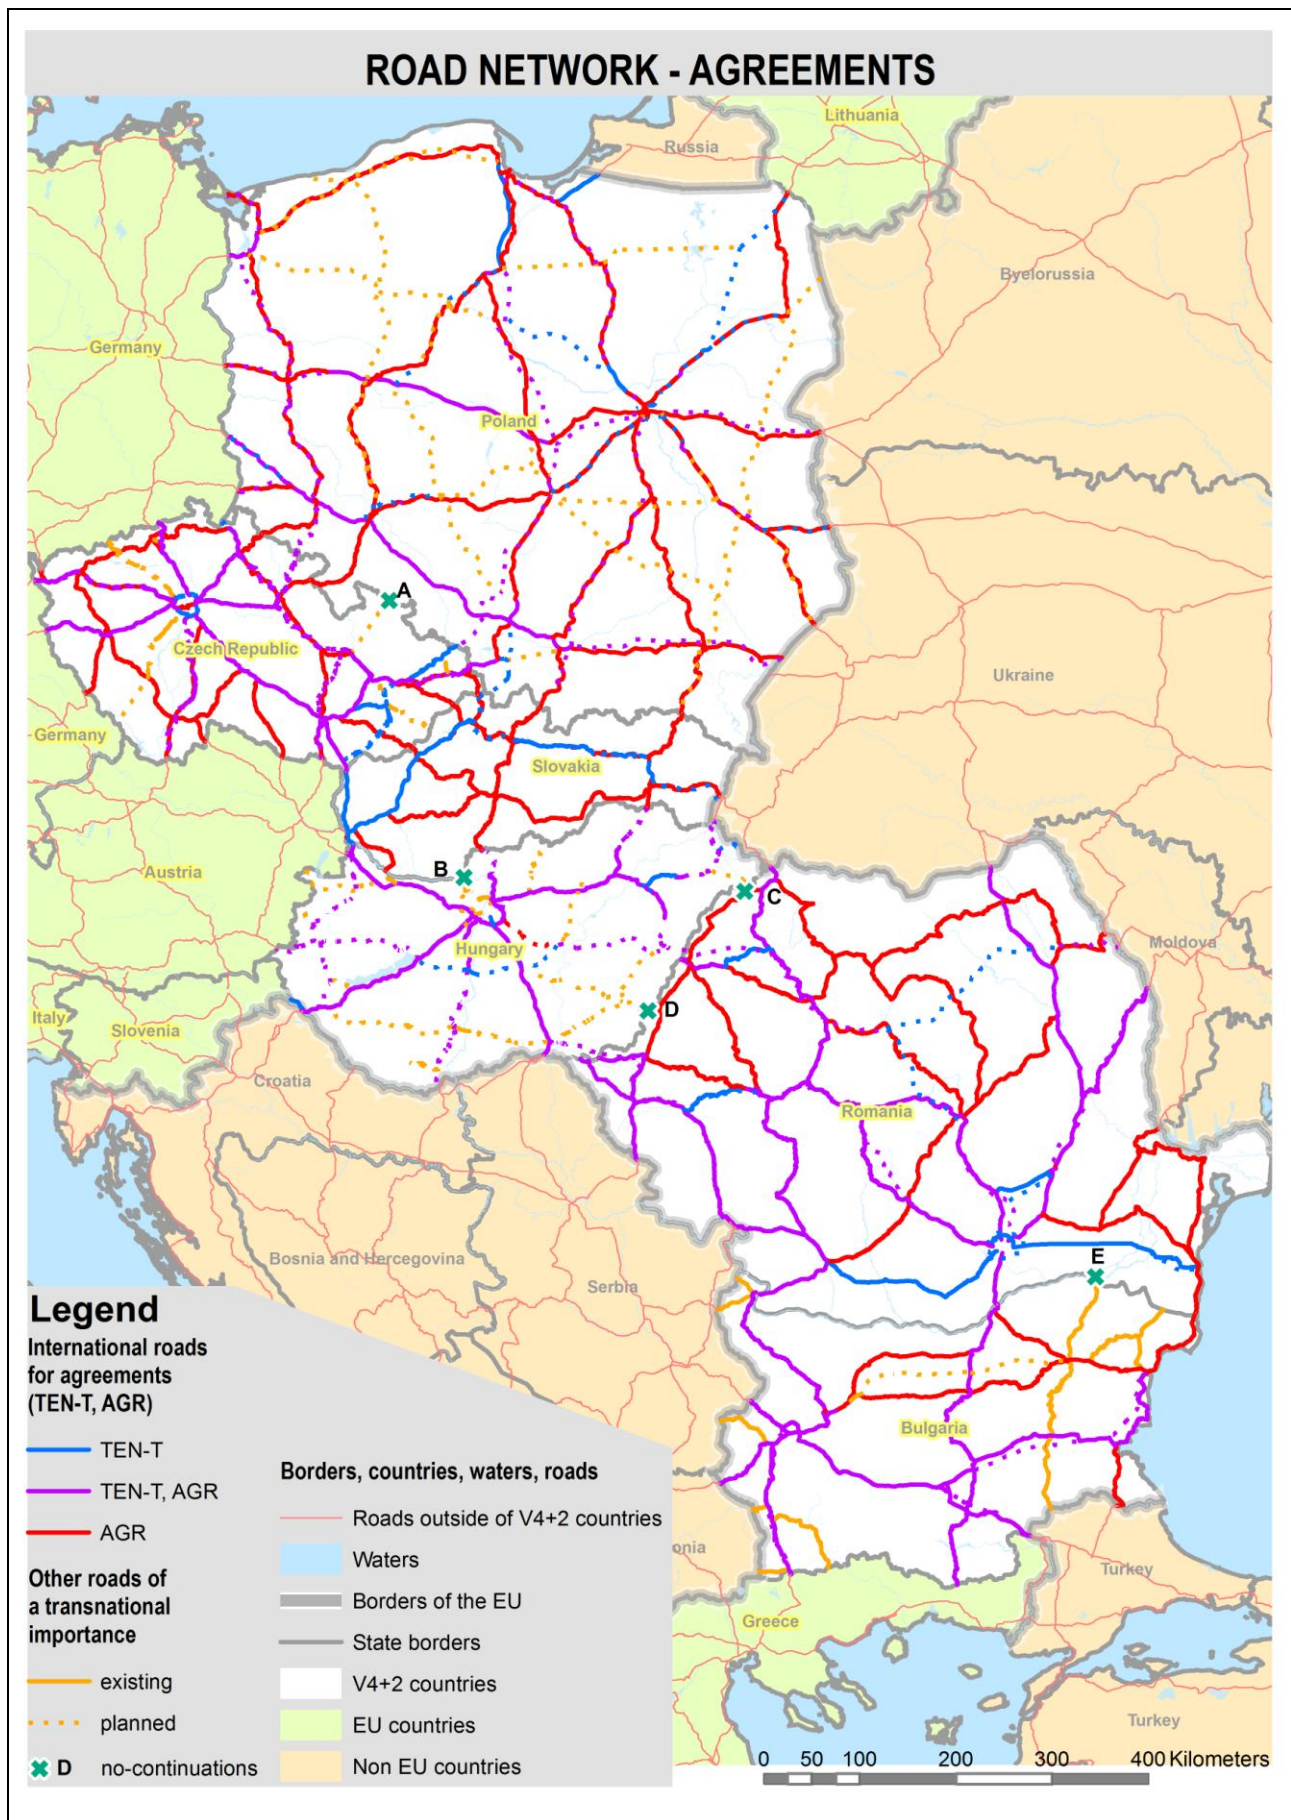 ROAD NETWORK - AGREEMENTS
Lithuania
Russia
Byelorussia
Germany
Poland
A
Czech Republic
Ukraine
Germany
Slovakia
Austria
B
C
Hungary
Moldova
D
Italy
Slovenia
Croatia
Romania
E
Bosnia and Hercegovina
Serbia
Bulgaria
onia
Turkey
Greece
Turkey
Legend
International roads
for agreements
(TEN-T, AGR)
TEN-T
TEN-T, AGR
AGR
Other roads of
a transnational
importance
existing
planned
D no-continuations
Borders, countries, waters, roads
Roads outside of V4+2 countries
Waters
Borders of the EU
State borders
V4+2 countries
EU countries
Non EU countries
0 50 100 200 300 400 Kilometers